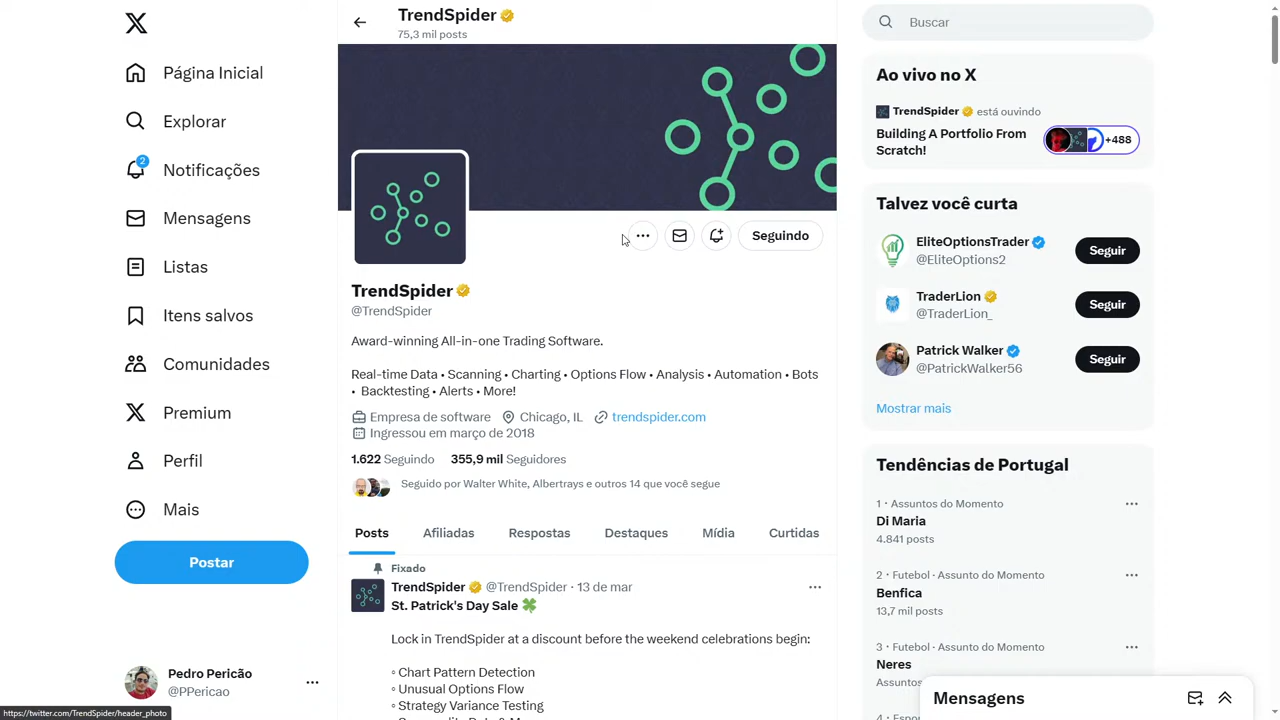 Página Inicial
Explorar
2
Notificações
Mensagens
Listas
Itens salvos
Comunidades
Premium
Perfil
Mais
Postar
Pedro Pericão
@PPericao
https://twitter.com/TrendSpider/header_photo
TrendSpider
75,3 mil posts
Seguindo
TrendSpider
@TrendSpider
Award-winning All-in-one Trading Software.
Real-time Data • Scanning • Charting • Options Flow • Analysis • Automation • Bots
• Backtesting • Alerts • More!
Empresa de software Chicago, IL trendspider.com
Ingressou em março de 2018
1.622 Seguindo 355,9 mil Seguidores
Seguido por Walter White, Albertrays e outros 14 que você segue
Posts Afiliadas Respostas Destaques Mídia Curtidas
Fixado
TrendSpider @TrendSpider · 13 de mar
St. Patrick's Day Sale
Lock in TrendSpider at a discount before the weekend celebrations begin:
◦ Chart Pattern Detection
◦ Unusual Options Flow
◦ Strategy Variance Testing
Buscar
Ao vivo no X
TrendSpider está ouvindo
Building A Portfolio From
Scratch!
+488
Talvez você curta
EliteOptionsTrader
@EliteOptions2
Seguir
TraderLion
@TraderLion_
Seguir
Patrick Walker
@PatrickWalker56
Seguir
Mostrar mais
Tendências de Portugal
1 · Assuntos do Momento
Di Maria
4.841 posts
2 · Futebol · Assunto do Momento
Benfica
13,7 mil posts
3 · Futebol · Assunto do Momento
Neres
Assuntos
Mensagens